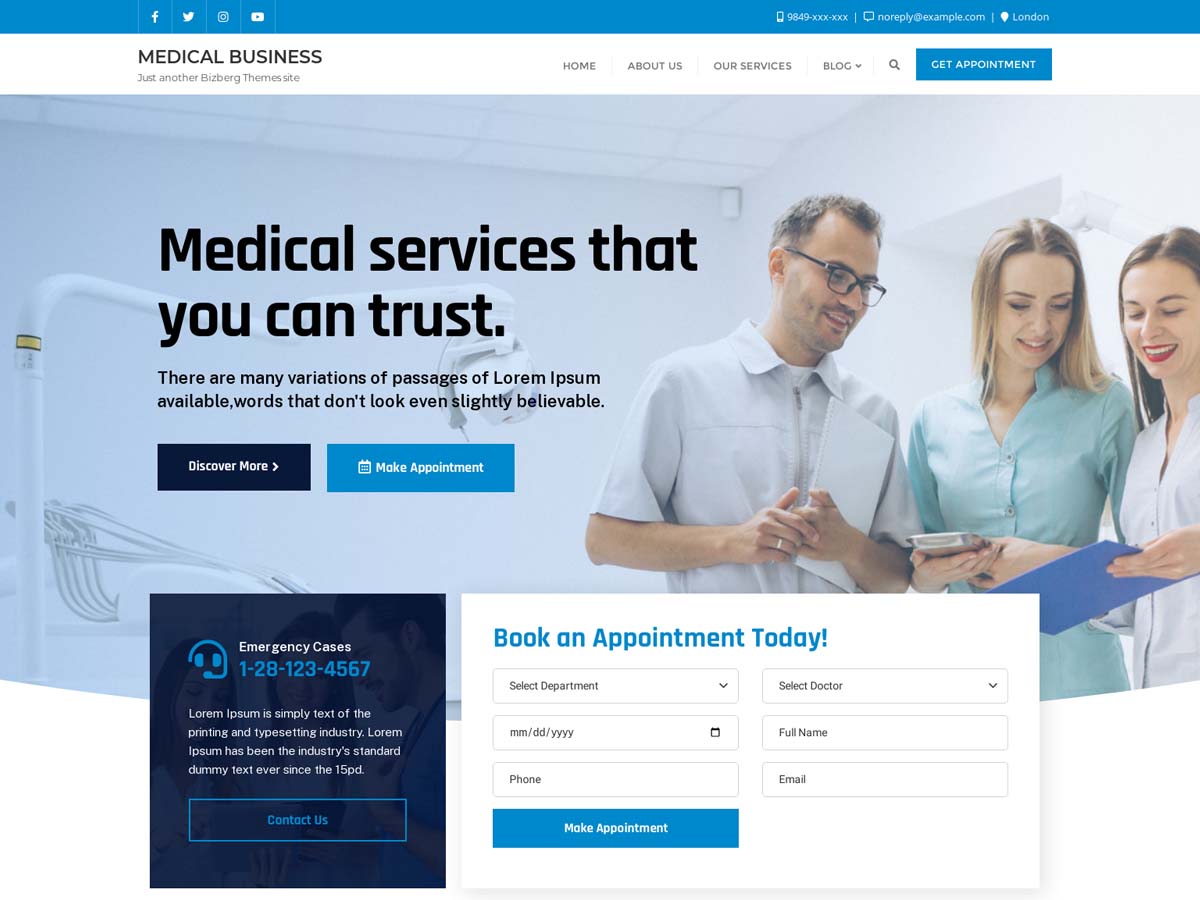 9849-xxx-xxx | noreply@example.com | London
MEDICAL BUSINESS
Just another Bizberg Themes site
HOME
ABOUT US
OUR SERVICES
BLOG
GET APPOINTMENT
Medical services that
you can trust.
There are many variations of passages of Lorem Ipsum
available,words that don't look even slightly believable.
Discover More
Make Appointment
Emergency Cases
1-28-123-4567
Lorem Ipsum is simply text of the
printing and typesetting industry. Lorem
Ipsum has been the industry's standard
dummy text ever since the 15pd.
Contact Us
Book an Appointment Today!
Select Department
Select Doctor
mm/dd/yyyy
Full Name
Phone
Email
Make Appointment